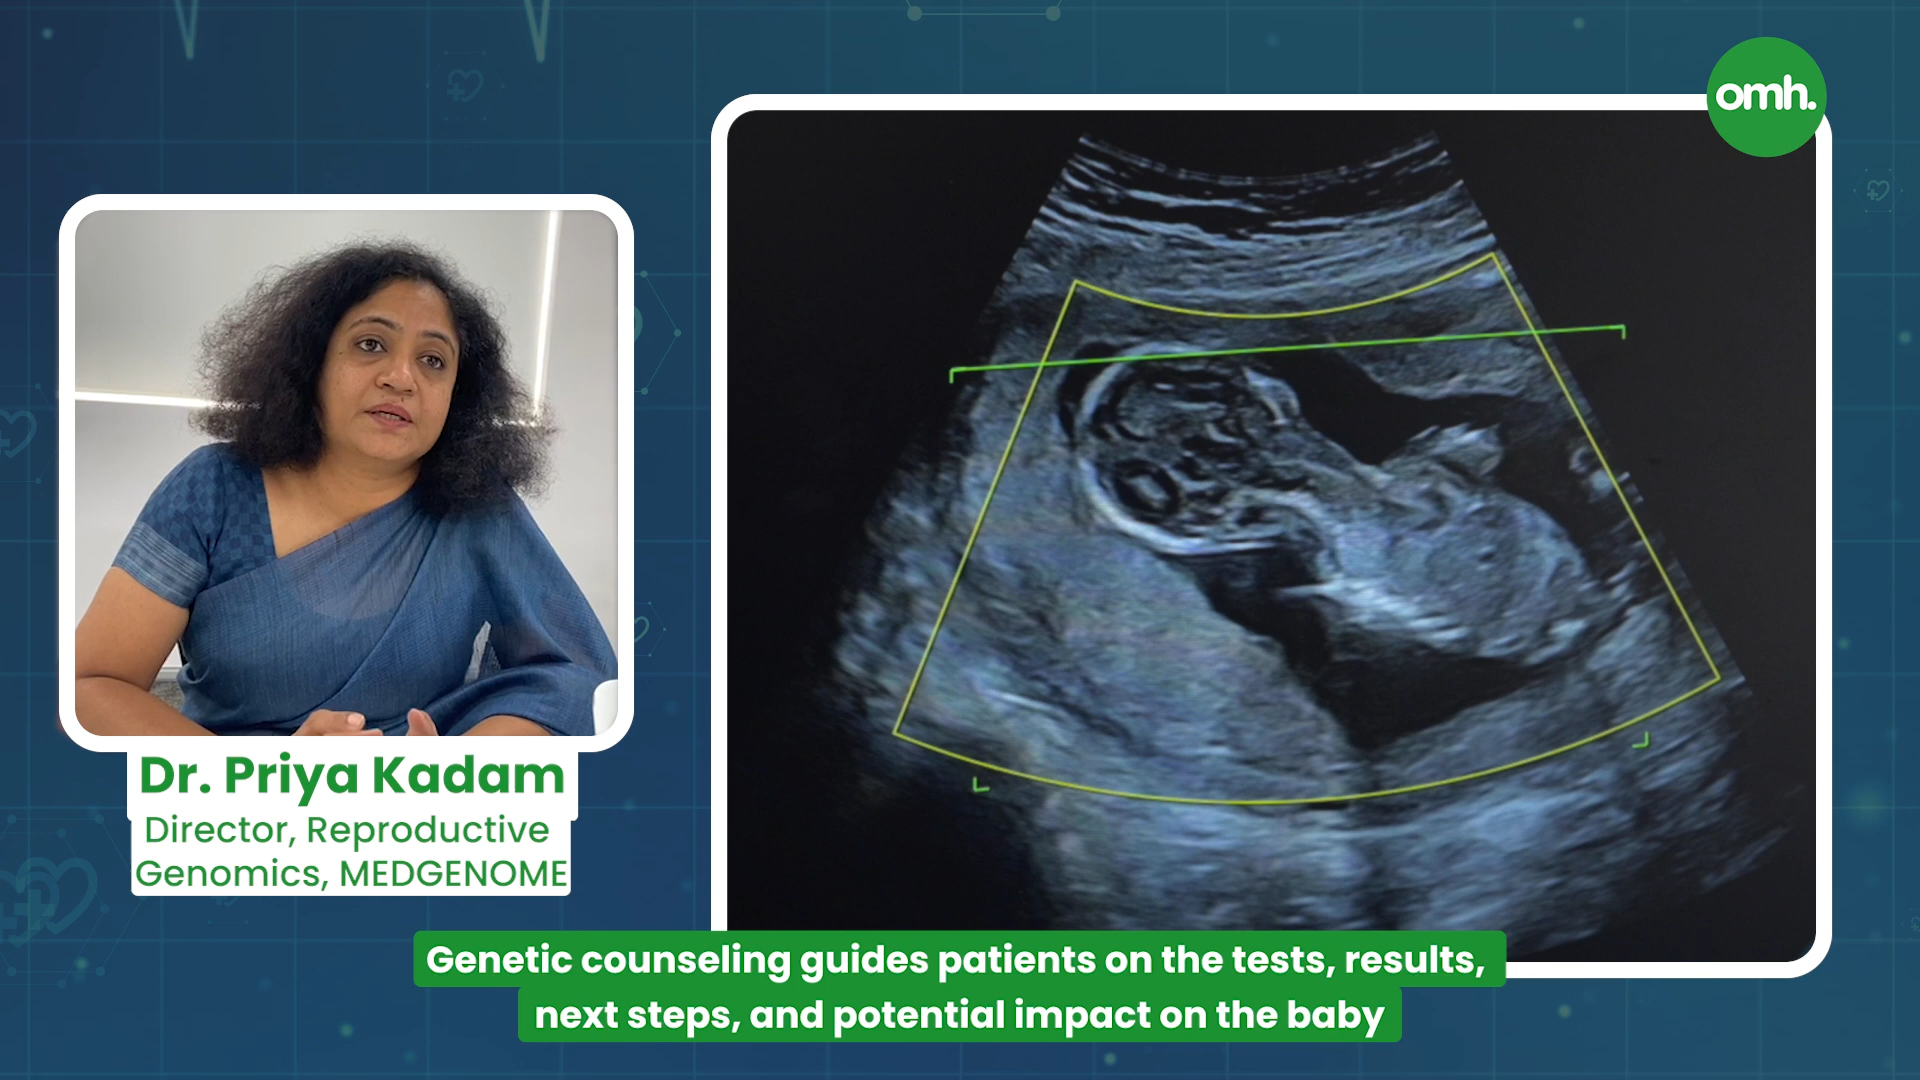 omh.
Dr. Priya Kadam
Director, Reproductive
Genomics, MEDGENOME
Genetic counseling guides patients on the tests, results,
next steps, and potential impact on the baby